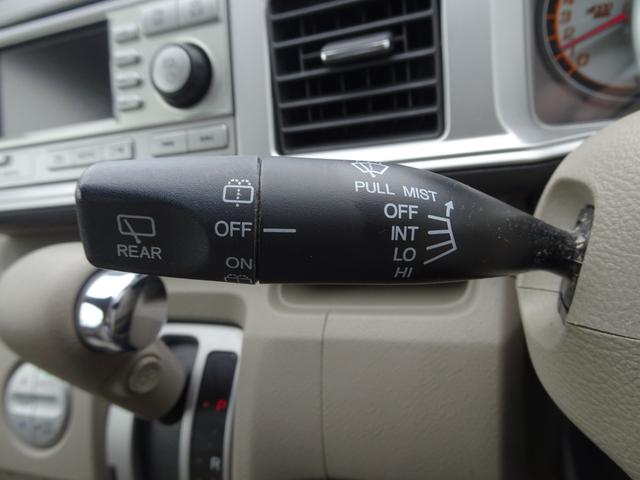 PULL MIST
OFF
INT
LO
HI
OFF
ON
REAR
P
R